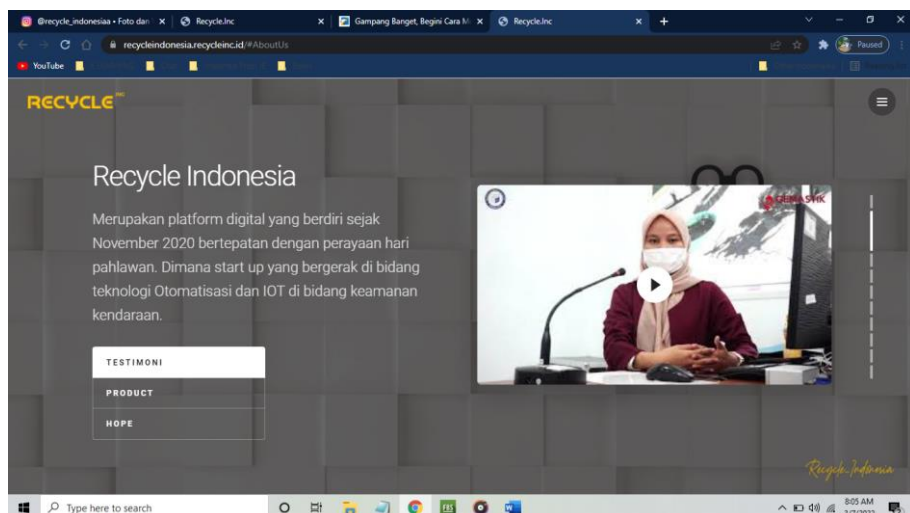 @recycle_indonesiaa • Foto dan
Recycle.Inc
Gampang Banget, Begini Cara M
Recycle.Inc
recycleindonesia.recycleinc.id/#AboutUs
Paused
YouTube
RECYCLE INC
Recycle Indonesia
Merupakan platform digital yang berdiri sejak
November 2020 bertepatan dengan perayaan hari
pahlawan. Dimana start up yang bergerak di bidang
teknologi Otomatisasi dan IOT di bidang keamanan
kendaraan.
GEMASTIK
TESTIMONI
PRODUCT
HOPE
Recycle.Indonesia
Type here to search
FBS
8:05 AM